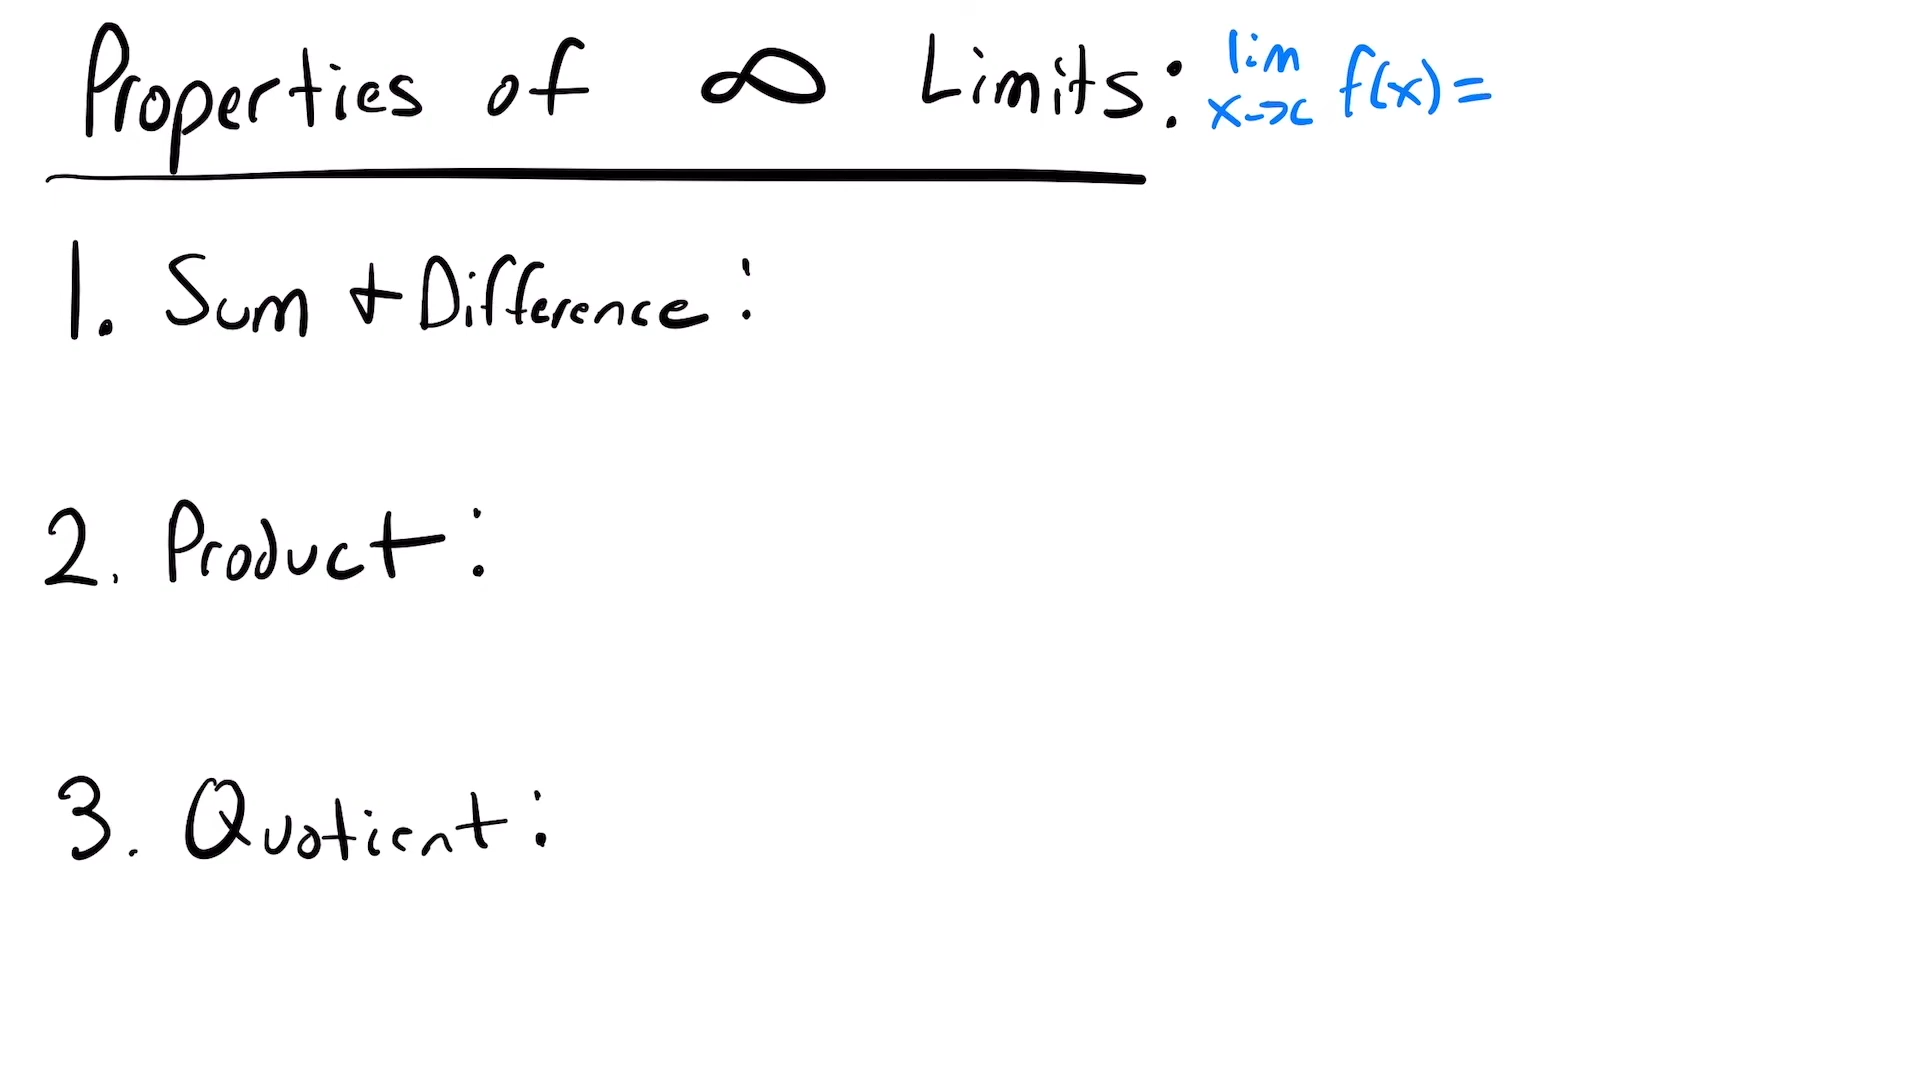 Properties of ∞ Limits: lim x→c f(x)=
1. Sum + Difference:
2. Product:
3. Quotient: